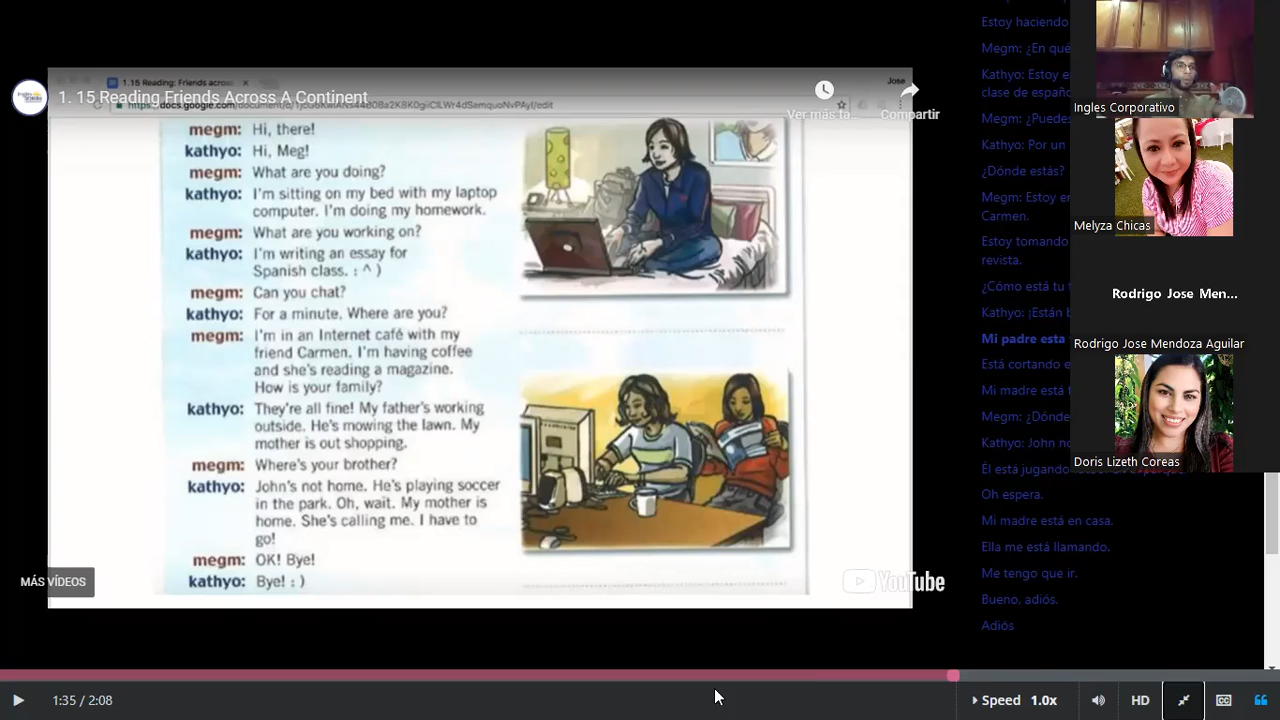 1.15 Reading: Friends across
1. 15 Reading Friends Across A Continent
Jose
Ver más ta...
Compartir
megm: Hi, there!
kathyo: Hi, Meg!
megm: What are you doing?
kathyo: I'm sitting on my bed with my laptop
computer. I'm doing my homework.
megm: What are you working on?
kathyo: I'm writing an essay for
Spanish class. : ^ )
megm: Can you chat?
kathyo: For a minute. Where are you?
megm: I'm in an Internet café with my
friend Carmen. I'm having coffee
and she's reading a magazine.
How is your family?
kathyo: They're all fine! My father's working
outside. He's mowing the lawn. My
mother is out shopping.
megm: Where's your brother?
kathyo: John's not home. He's playing soccer
in the park. Oh, wait. My mother is
home. She's calling me. I have to
go!
megm: OK! Bye!
kathyo: Bye! : )
MÁS VÍDEOS
YouTube
Estoy haciendo
Megm: ¿En qué
Kathyo: Estoy e
clase de españo
Megm: ¿Puedes
Kathyo: Por un
¿Dónde estás?
Megm: Estoy en
Carmen.
Estoy tomando
revista.
¿Cómo está tu
Kathyo: ¡Están b
Mi padre esta
Está cortando e
Mi madre está
Megm: ¿Dónde
Kathyo: John no
Él está jugando
Oh espera.
Mi madre está en casa.
Ella me está llamando.
Me tengo que ir.
Bueno, adiós.
Adiós
Ingles Corporativo
Melyza Chicas
Rodrigo Jose Men...
Rodrigo Jose Mendoza Aguilar
Doris Lizeth Coreas
1:35 / 2:08
Speed 1.0x
HD
CC